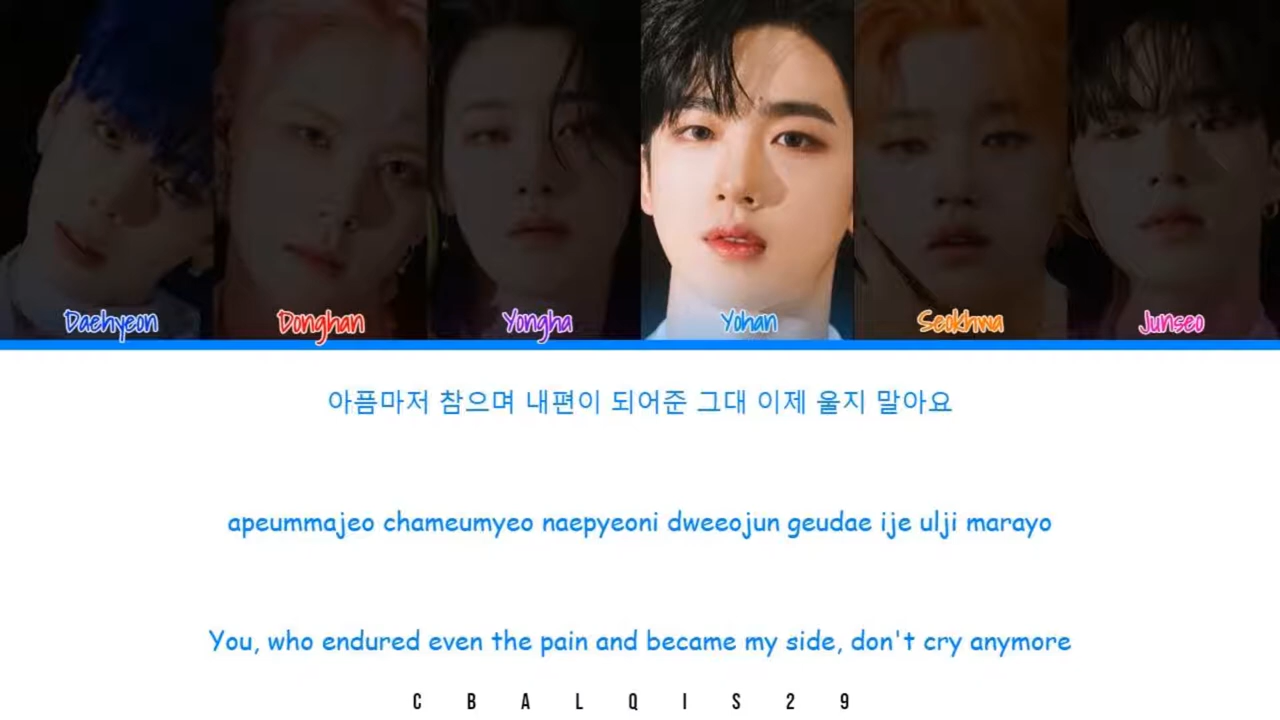 Daehyeon Donghan Yongha Yohan Seokhwa Junseo
아픔마저 참으며 내편이 되어준 그대 이제 울지 말아요
apeummajeo chameumyeo naepyeoni dweeojun geudae ije ulji marayo
You, who endured even the pain and became my side, don't cry anymore
CBALQIS29